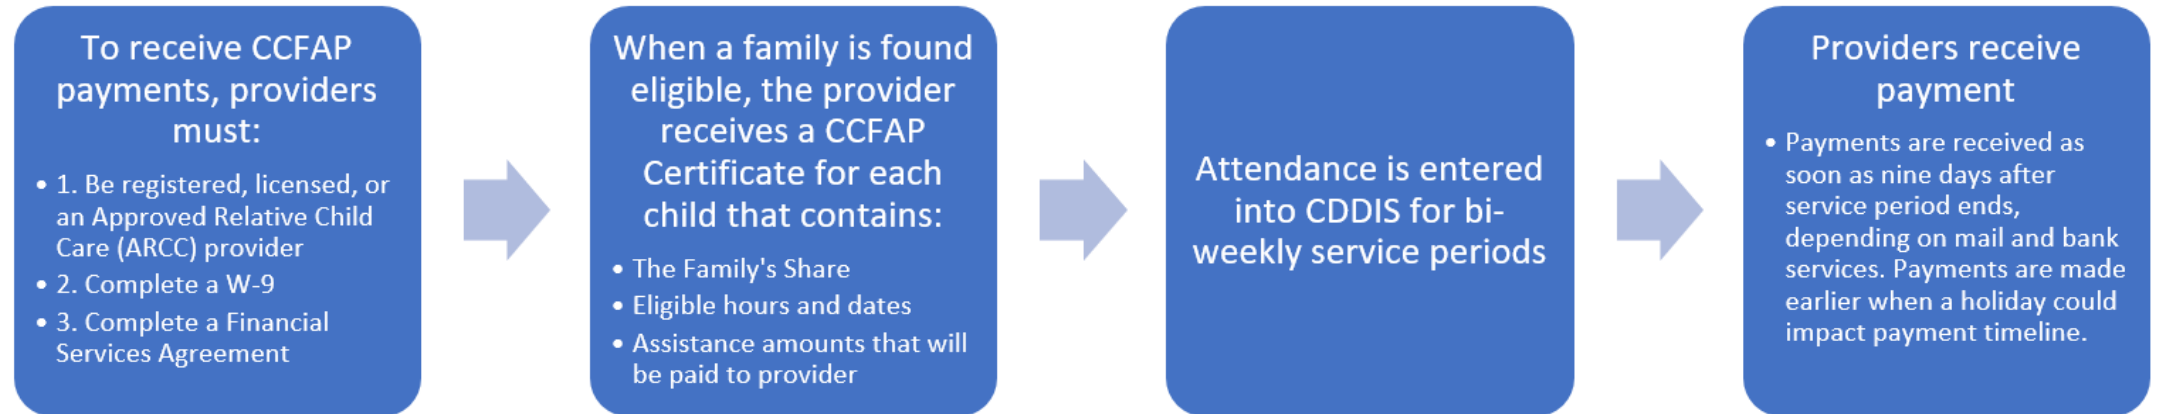 To receive CCFAP
payments, providers
must:
• 1. Be registered, licensed, or
an Approved Relative Child
Care (ARCC) provider
• 2. Complete a W-9
• 3. Complete a Financial
Services Agreement
When a family is found
eligible, the provider
receives a CCFAP
Certificate for each
child that contains:
• The Family's Share
• Eligible hours and dates
• Assistance amounts that will
be paid to provider
Attendance is entered
into CDDIS for bi-
weekly service periods
Providers receive
payment
• Payments are received as
soon as nine days after
service period ends,
depending on mail and bank
services. Payments are made
earlier when a holiday could
impact payment timeline.